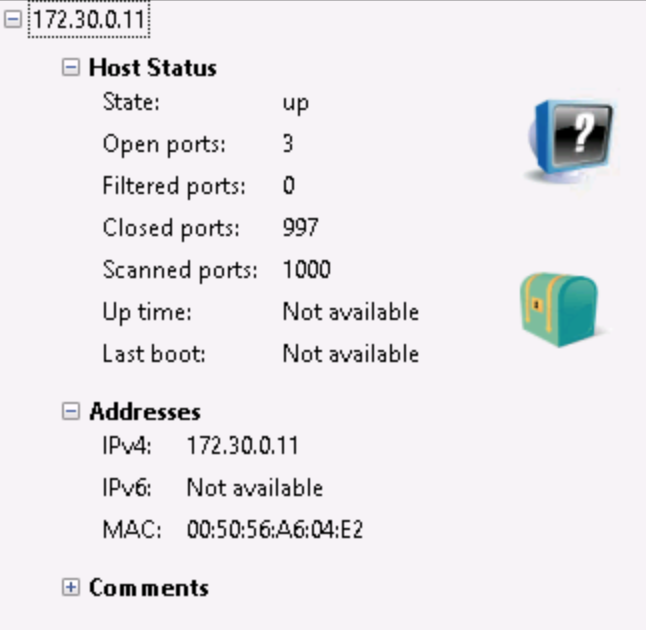 172.30.0.11
Host Status
State: up
Open ports: 3
Filtered ports: 0
Closed ports: 997
Scanned ports: 1000
Up time: Not available
Last boot: Not available
Addresses
IPv4: 172.30.0.11
IPv6: Not available
MAC: 00:50:56:A6:04:E2
Comments